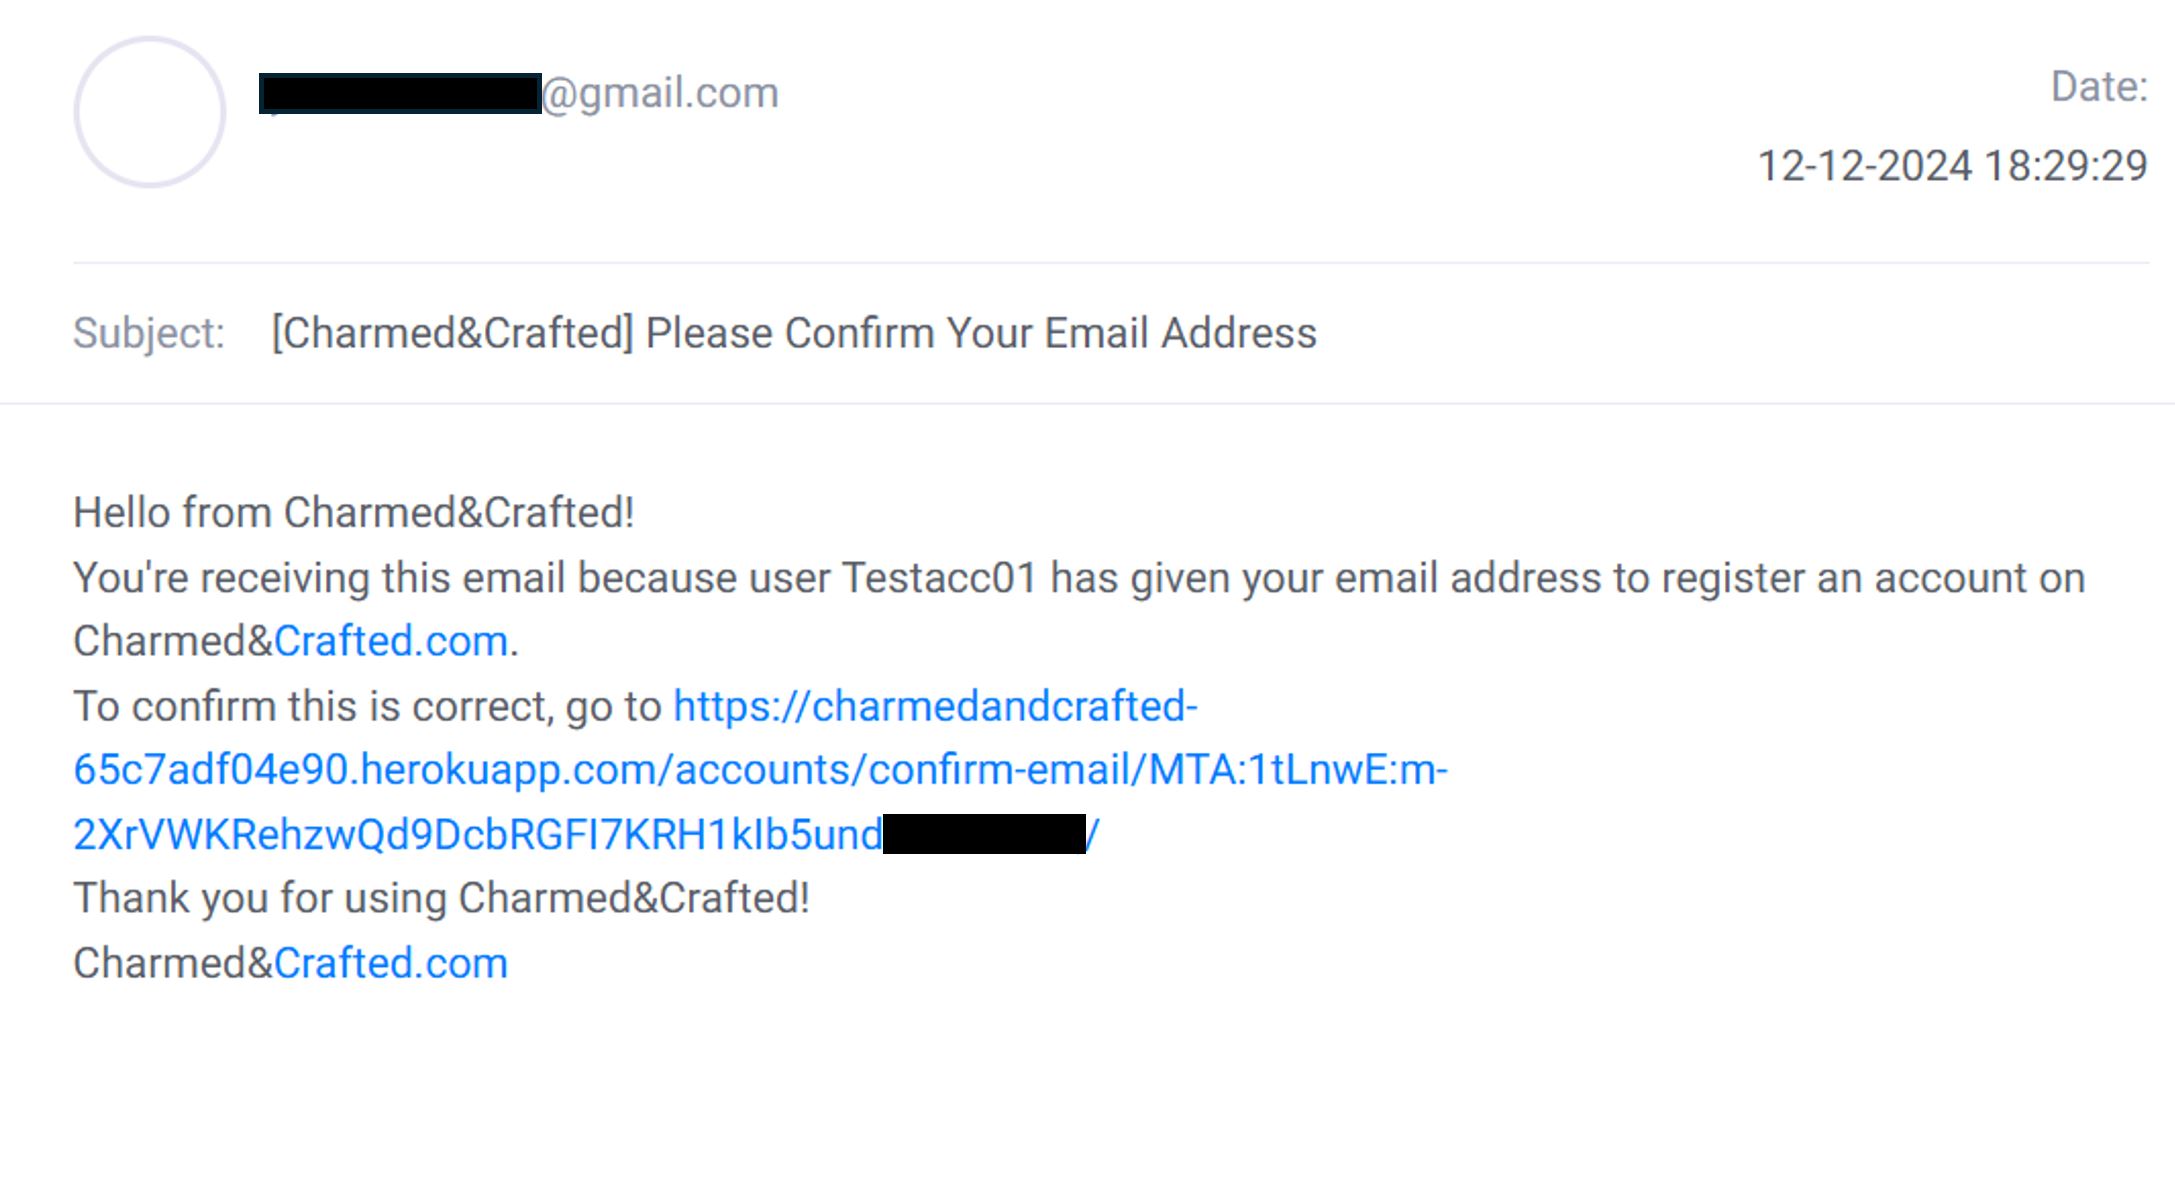 @gmail.com
Date:
12-12-2024 18:29:29
Subject: [Charmed&Crafted] Please Confirm Your Email Address
Hello from Charmed&Crafted!
You're receiving this email because user Testacc01 has given your email address to register an account on
Charmed&Crafted.com.
To confirm this is correct, go to https://charmedandcrafted-
65c7adf04e90.herokuapp.com/accounts/confirm-email/MTA:1tLnwE:m-
2XrVWKRehzwQd9DcbRGFI7KRH1kIb5und/
Thank you for using Charmed&Crafted!
Charmed&Crafted.com